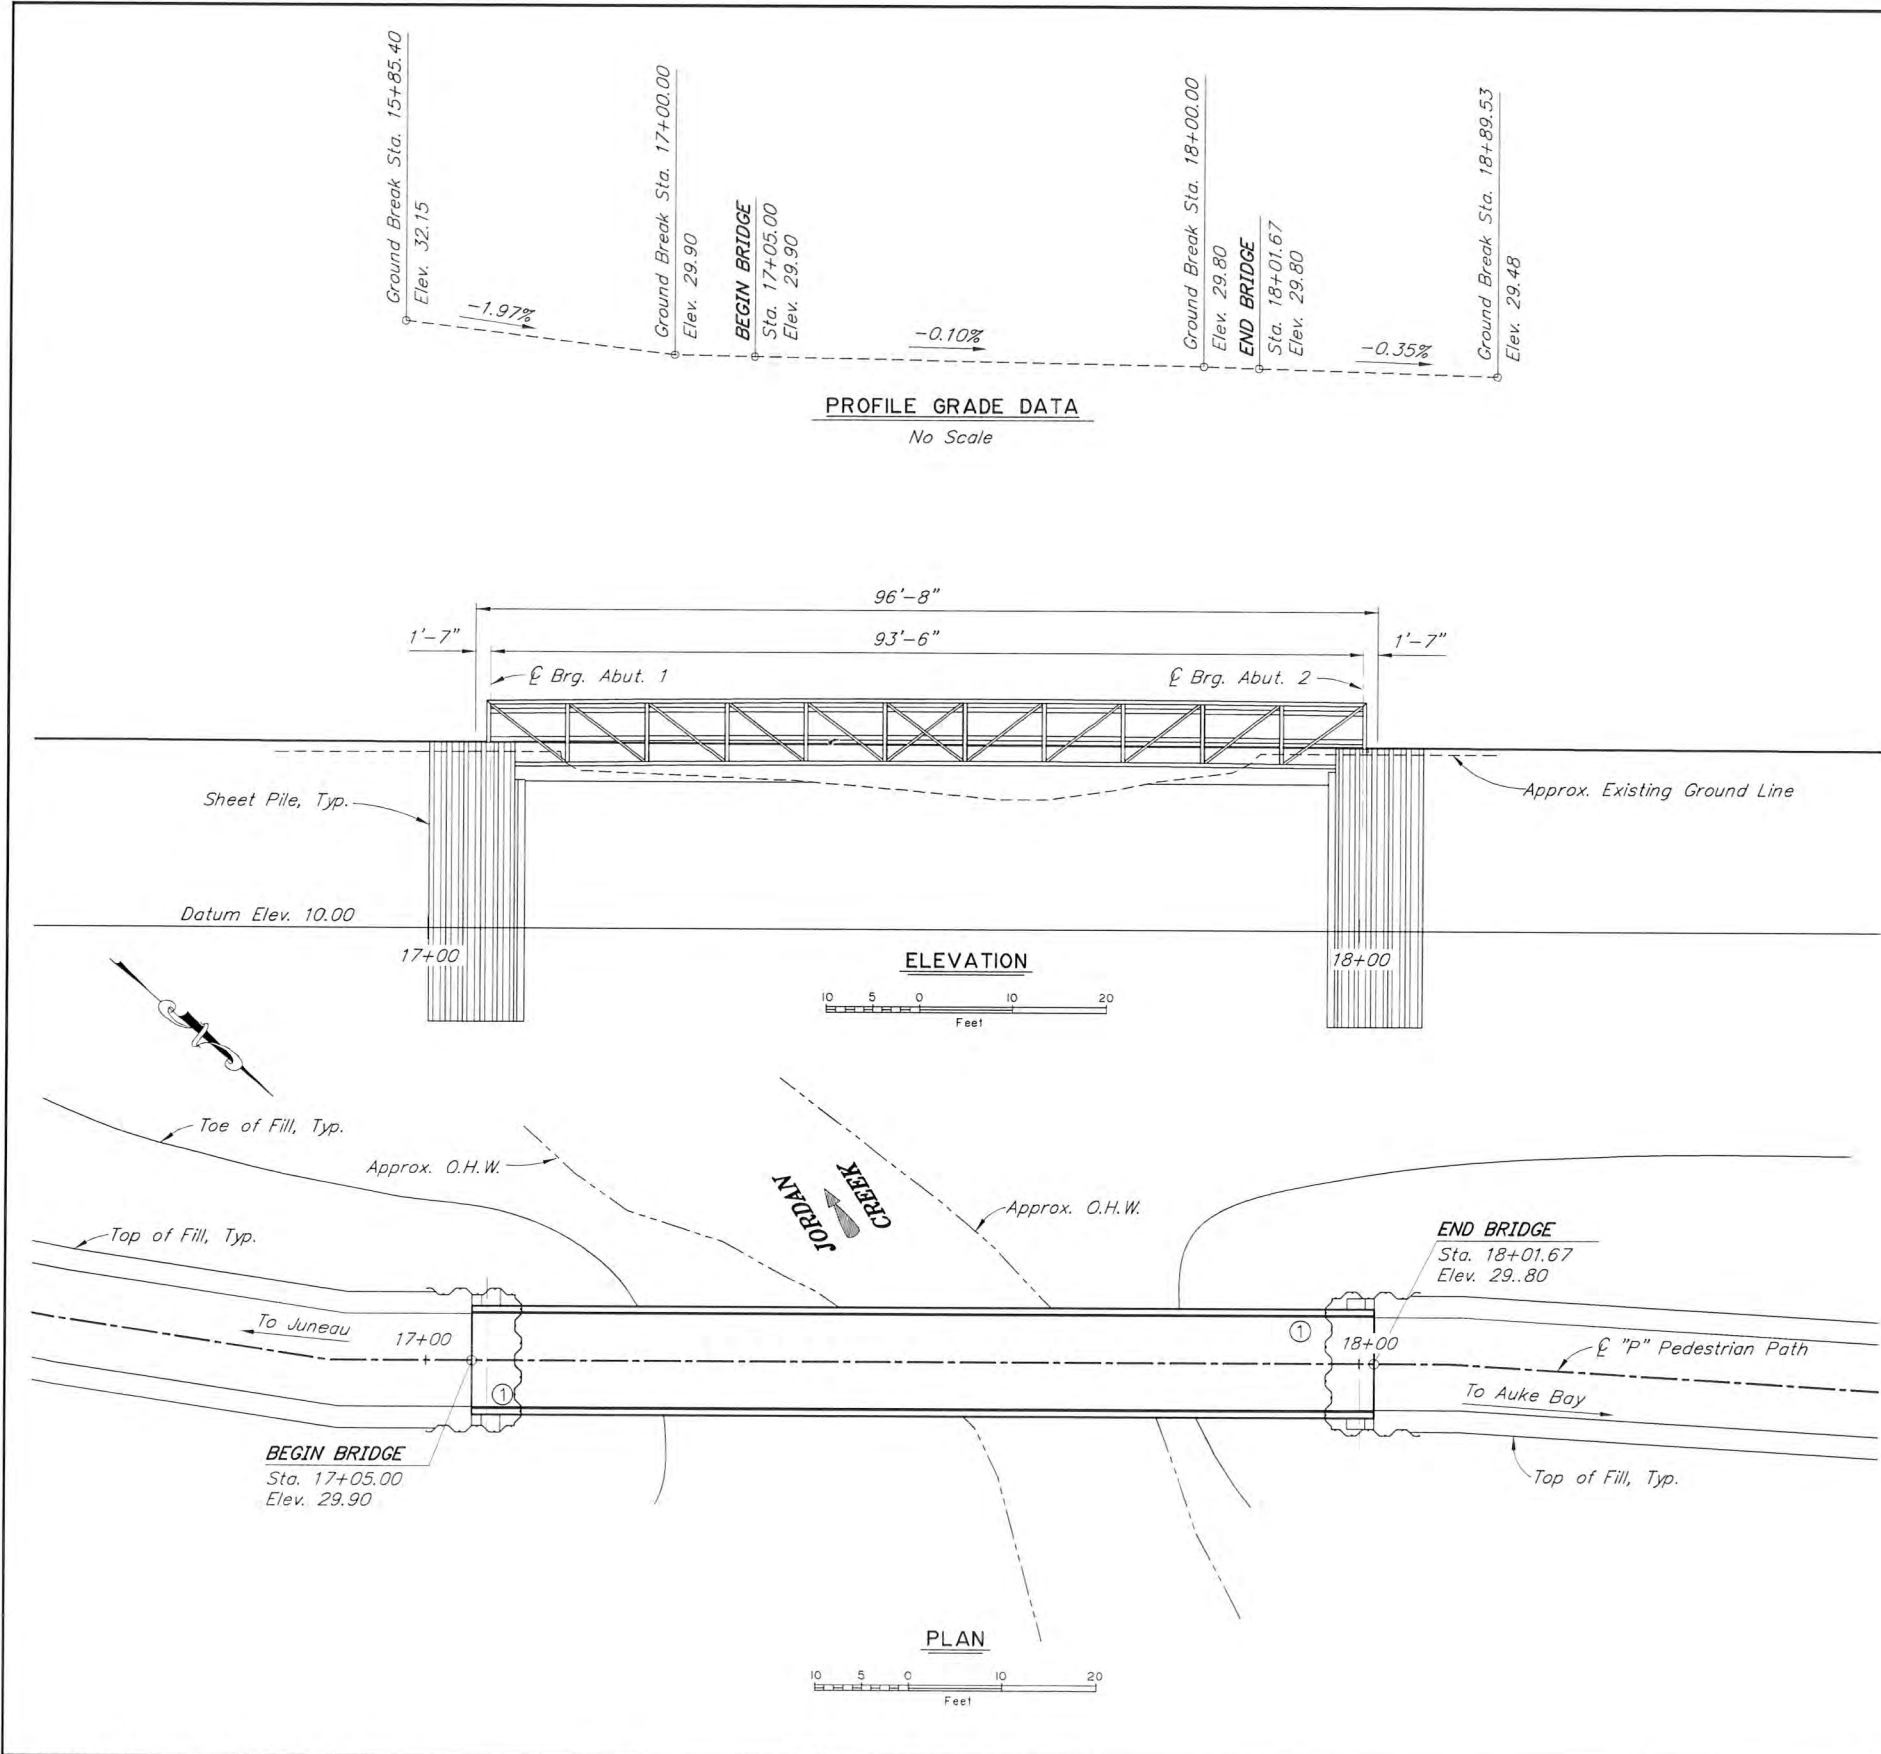 Ground Break Sta. 15+85.40
Elev. 32.15
Ground Break Sta. 17+00.00
Elev. 29.90
BEGIN BRIDGE
Sta. 17+05.00
Elev. 29.90
Ground Break Sta. 18+00.00
Elev. 29.80
END BRIDGE
Sta. 18+01.67
Elev. 29.80
Ground Break Sta. 18+89.53
Elev. 29.48
-1.97%
-0.10%
-0.35%
PROFILE GRADE DATA
No Scale
96'-8"
1'-7"
93'-6"
1'-7"
℄ Brg. Abut. 1
℄ Brg. Abut. 2
Sheet Pile, Typ.
Approx. Existing Ground Line
Datum Elev. 10.00
17+00
18+00
ELEVATION
10 5 0 10 20
Feet
Toe of Fill, Typ.
Approx. O.H.W.
JORDAN
CREEK
Approx. O.H.W.
Top of Fill, Typ.
END BRIDGE
Sta. 18+01.67
Elev. 29..80
To Juneau
17+00
1
18+00
℄ "P" Pedestrian Path
1
To Auke Bay
BEGIN BRIDGE
Sta. 17+05.00
Elev. 29.90
Top of Fill, Typ.
PLAN
10 5 0 10 20
Feet